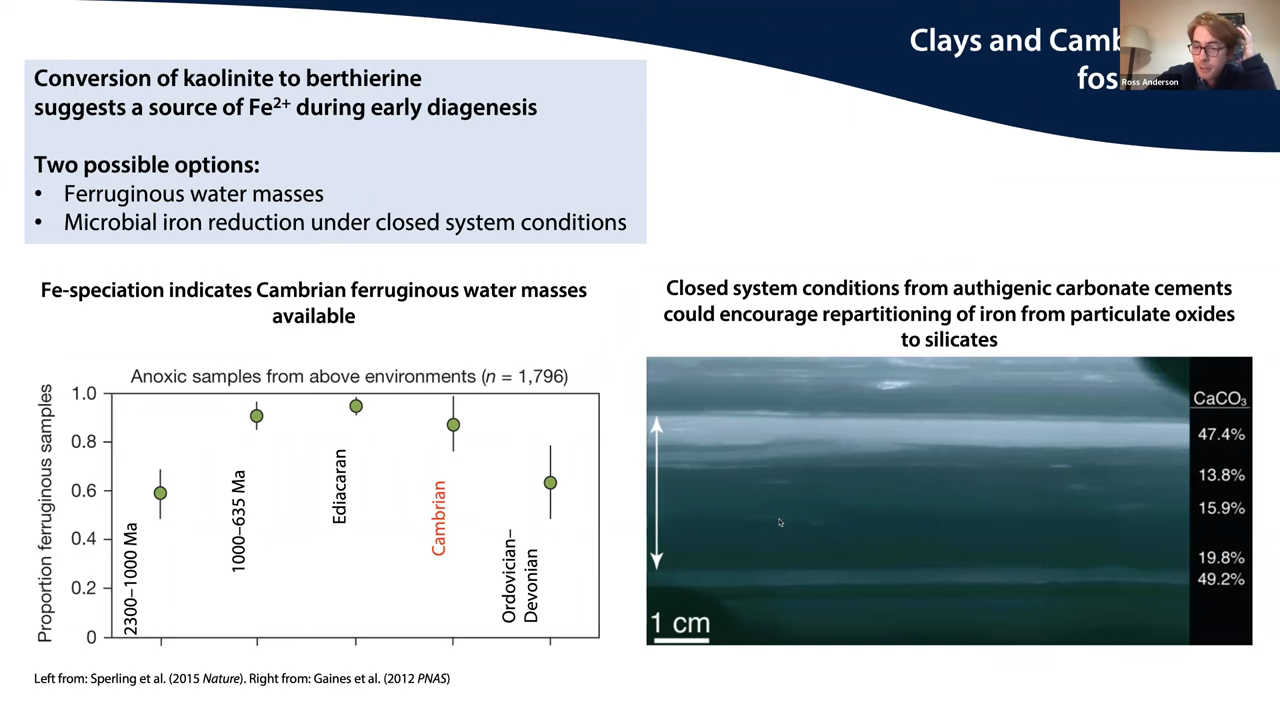 Clays and Camb
fos
Ross Anderson
Conversion of kaolinite to berthierine
suggests a source of Fe²⁺ during early diagenesis
Two possible options:
• Ferruginous water masses
• Microbial iron reduction under closed system conditions
Fe-speciation indicates Cambrian ferruginous water masses
available
Anoxic samples from above environments (n = 1,796)
Proportion ferruginous samples
1.0
0.8
0.6
0.4
0.2
0
2300–1000 Ma
1000–635 Ma
Ediacaran
Cambrian
Ordovician–
Devonian
Closed system conditions from authigenic carbonate cements
could encourage repartitioning of iron from particulate oxides
to silicates
CaCO₃
47.4%
13.8%
15.9%
19.8%
49.2%
1 cm
Left from: Sperling et al. (2015 Nature). Right from: Gaines et al. (2012 PNAS)